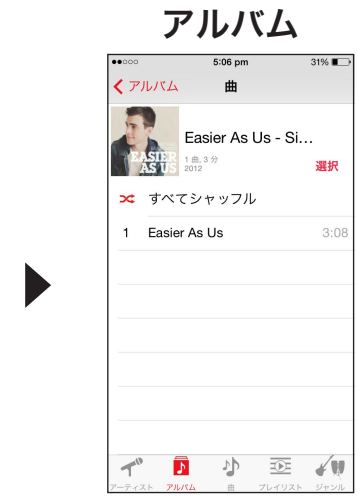 アルバム
5:06 pm
31%
アルバム
曲
EASIER
AS US
Easier As Us - Si...
1 曲, 3 分
2012
選択
すべてシャッフル
1 Easier As Us 3:08
アーティスト アルバム 曲 プレイリスト ジャンル